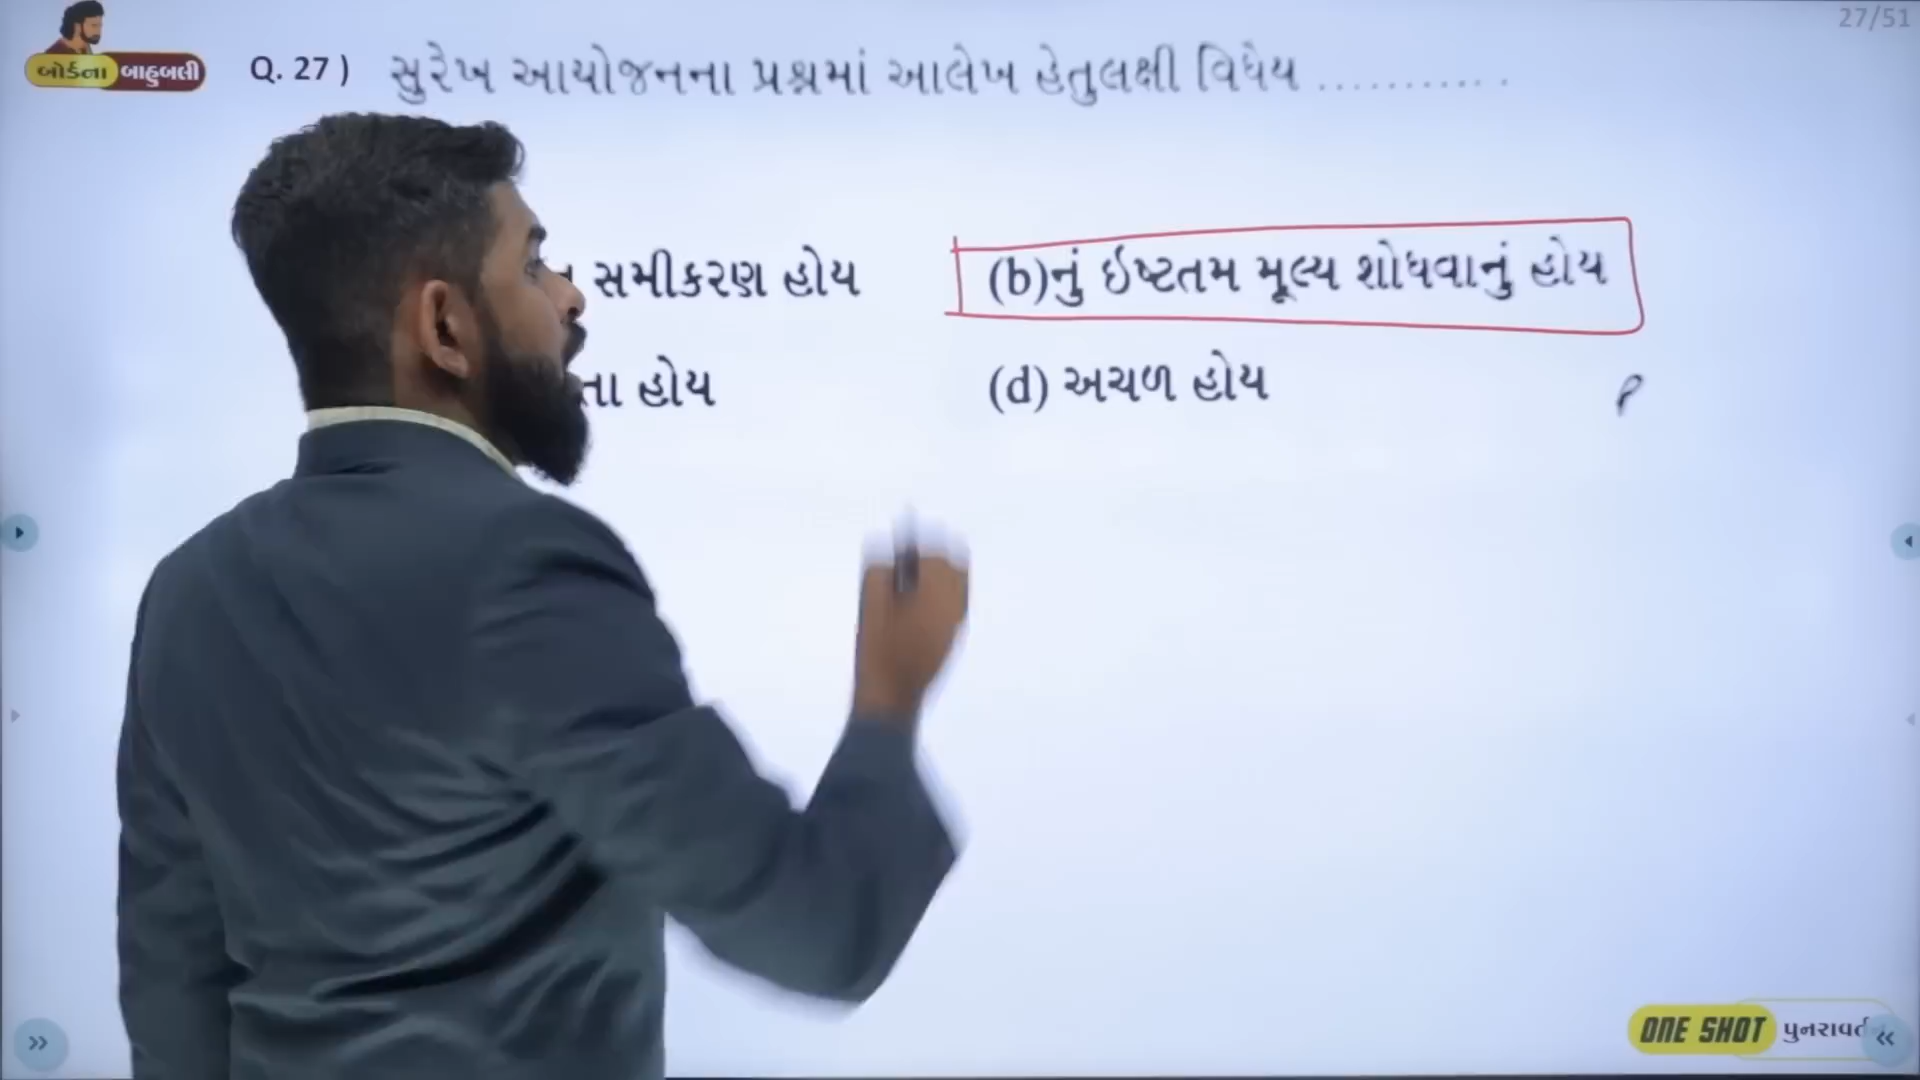 27/51
બોર્ડના બાહુબલી
Q. 27 ) સુરેખ આયોજનના પ્રશ્નમાં આલેખ હેતુલક્ષી વિધેય ...........
સમીકરણ હોય
(b)નું ઇષ્ટતમ મૂલ્ય શોધવાનું હોય
હોય
(d) અચળ હોય
P
ONE SHOT